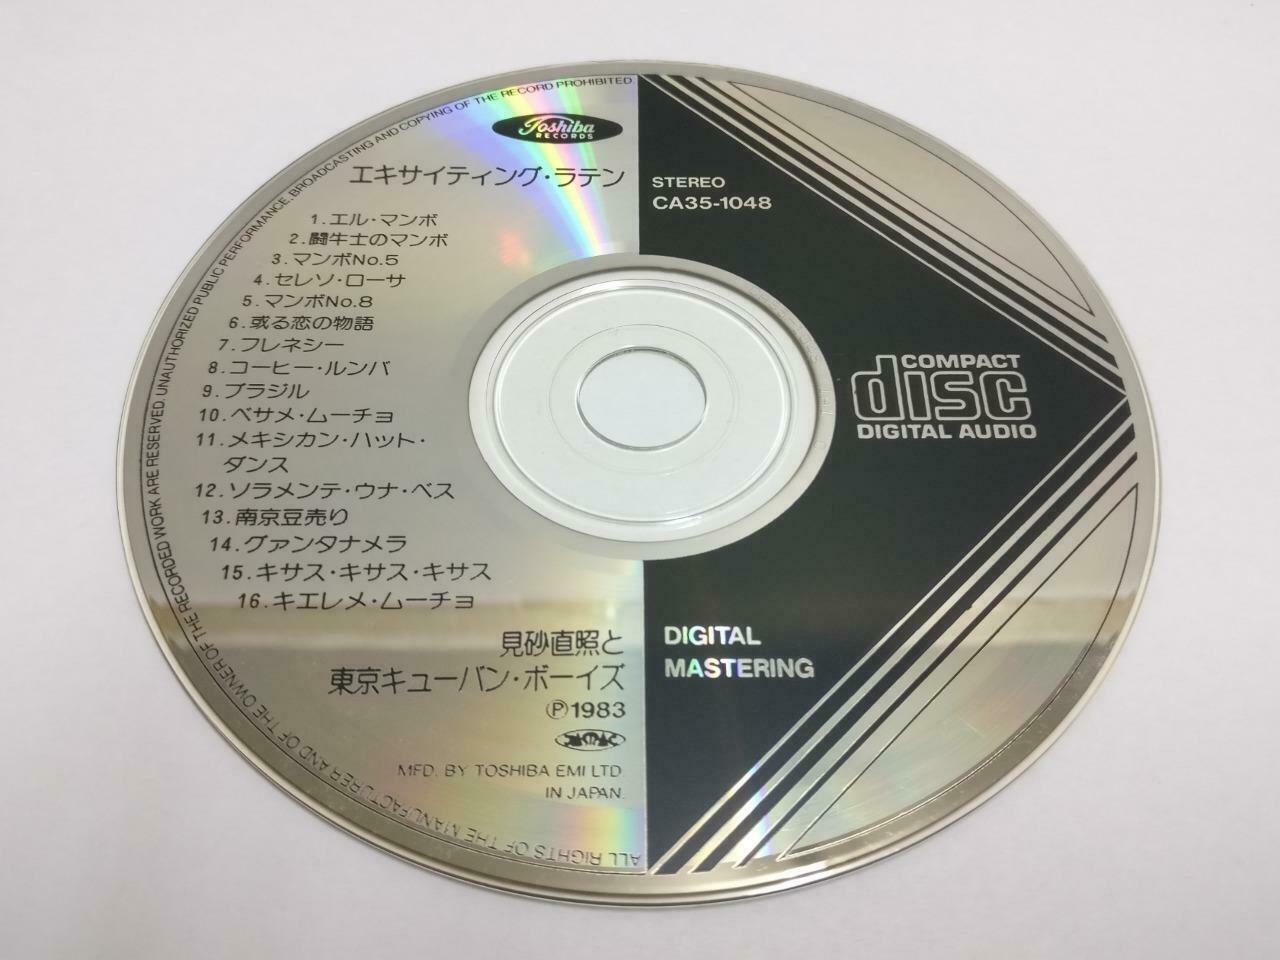 Toshiba
RECORDS
エキサイティング・ラテン
1.エル・マンボ
2.闘牛士のマンボ
3.マンボNo.5
4.セレソ・ローサ
5.マンボNo.8
6.或る恋の物語
7.フレネシー
8.コーヒー・ルンバ
9.ブラジル
10.ベサメ・ムーチョ
11.メキシカン・ハット・
ダンス
12.ソラメンテ・ウナ・ベス
13.南京豆売り
14.グァンタナメラ
15.キサス・キサス・キサス
16.キエレメ・ムーチョ
見砂直照と
東京キューバン・ボーイズ
Ⓟ1983
MFD. BY TOSHIBA EMI LTD.
IN JAPAN.
STEREO
CA35-1048
COMPACT
disc
DIGITAL AUDIO
DIGITAL
MASTERING
ALL RIGHTS OF THE MANUFACTURER AND OF THE OWNER OF THE RECORDED WORK ARE RESERVED. UNAUTHORIZED PUBLIC PERFORMANCE, BROADCASTING AND COPYING OF THE RECORD PROHIBITED